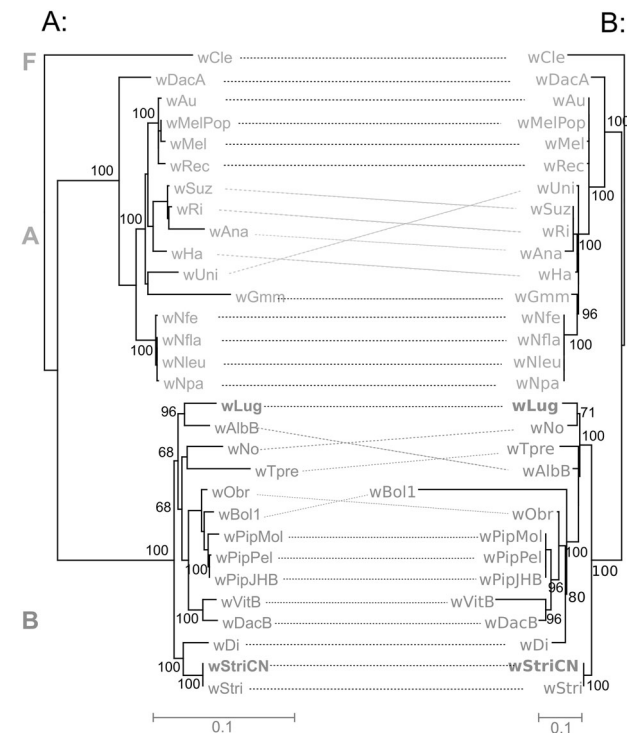 A: B:
F wCle wCle
wDacA wDacA
wAu wAu
100 100
wMelPop wMelPop
wMel wMel
wRec wRec
100
wSuz wUni
100
wRi wSuz
100
A wAna wRi
100
wHa wAna
wUni wHa
wGmm wGmm
96
wNfe wNfe
wNfla wNfla
100 100
wNleu wNleu
wNpa wNpa
96 wLug wLug 71
wAlbB wNo
100
68 wNo wTpre
wTpre wAlbB
wObr wBol1
68
wBol1 wObr
wPipMol wPipMol
100 100
wPipPel wPipPel
100 100
wPipJHB wPipJHB
96 80
wVitB wVitB
100 96
B wDacB wDacB
wDi wDi
100
wStriCN wStriCN
100 100
wStri wStri
0.1 0.1